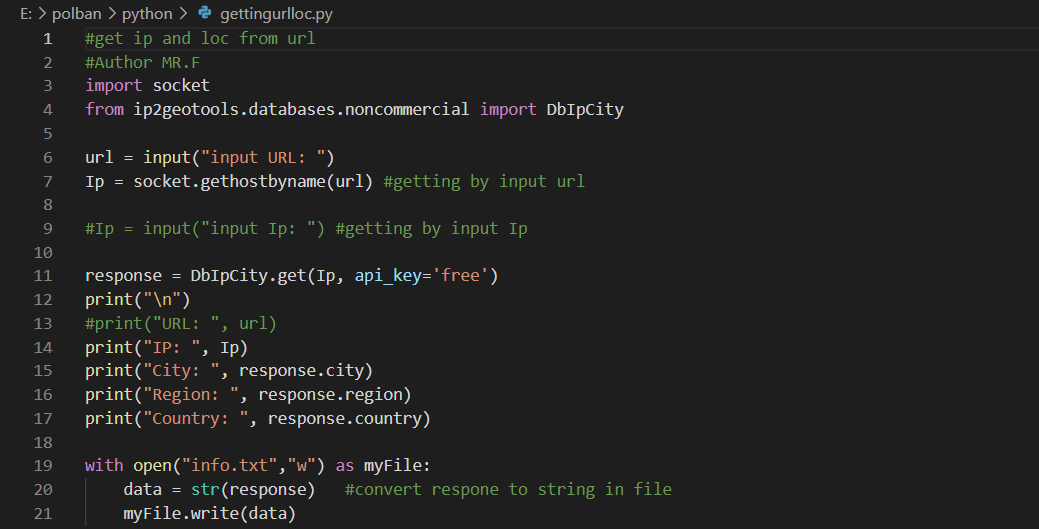 E: > polban > python > gettingurlloc.py
1 #get ip and loc from url
2 #Author MR.F
3 import socket
4 from ip2geotools.databases.noncommercial import DbIpCity
5
6 url = input("input URL: ")
7 Ip = socket.gethostbyname(url) #getting by input url
8
9 #Ip = input("input Ip: ") #getting by input Ip
10
11 response = DbIpCity.get(Ip, api_key='free')
12 print("\n")
13 #print("URL: ", url)
14 print("IP: ", Ip)
15 print("City: ", response.city)
16 print("Region: ", response.region)
17 print("Country: ", response.country)
18
19 with open("info.txt","w") as myFile:
20     data = str(response)   #convert respone to string in file
21     myFile.write(data)